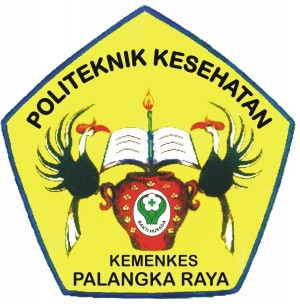 POLITEKNIK KESEHATAN
BAKTI HUSADA
KEMENKES
PALANGKA RAYA